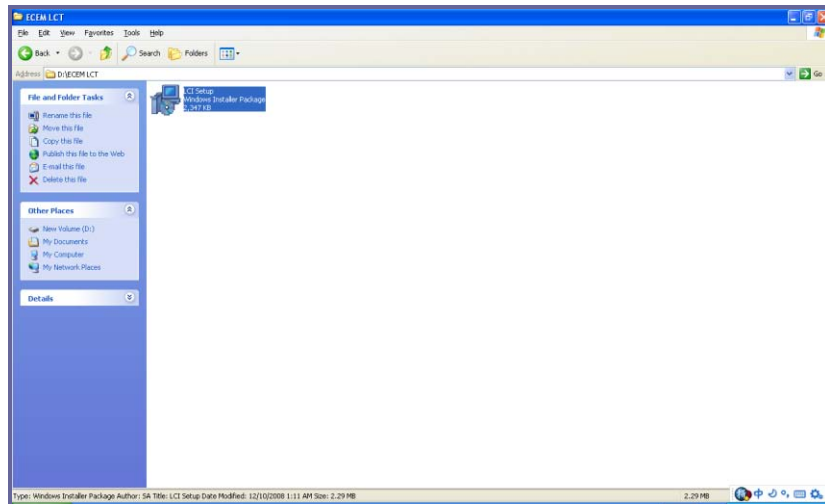 ECEM LCT
File Edit View Favorites Tools Help
Back Search Folders
Address D:\ECEM LCT Go
File and Folder Tasks
Rename this file
Move this file
Copy this file
Publish this file to the Web
E-mail this file
Delete this file
Other Places
New Volume (D:)
My Documents
My Computer
My Network Places
Details
LCI Setup
Windows Installer Package
2,347 KB
Type: Windows Installer Package Author: SA Title: LCI Setup Date Modified: 12/10/2008 1:11 AM Size: 2.29 MB 2.29 MB 中